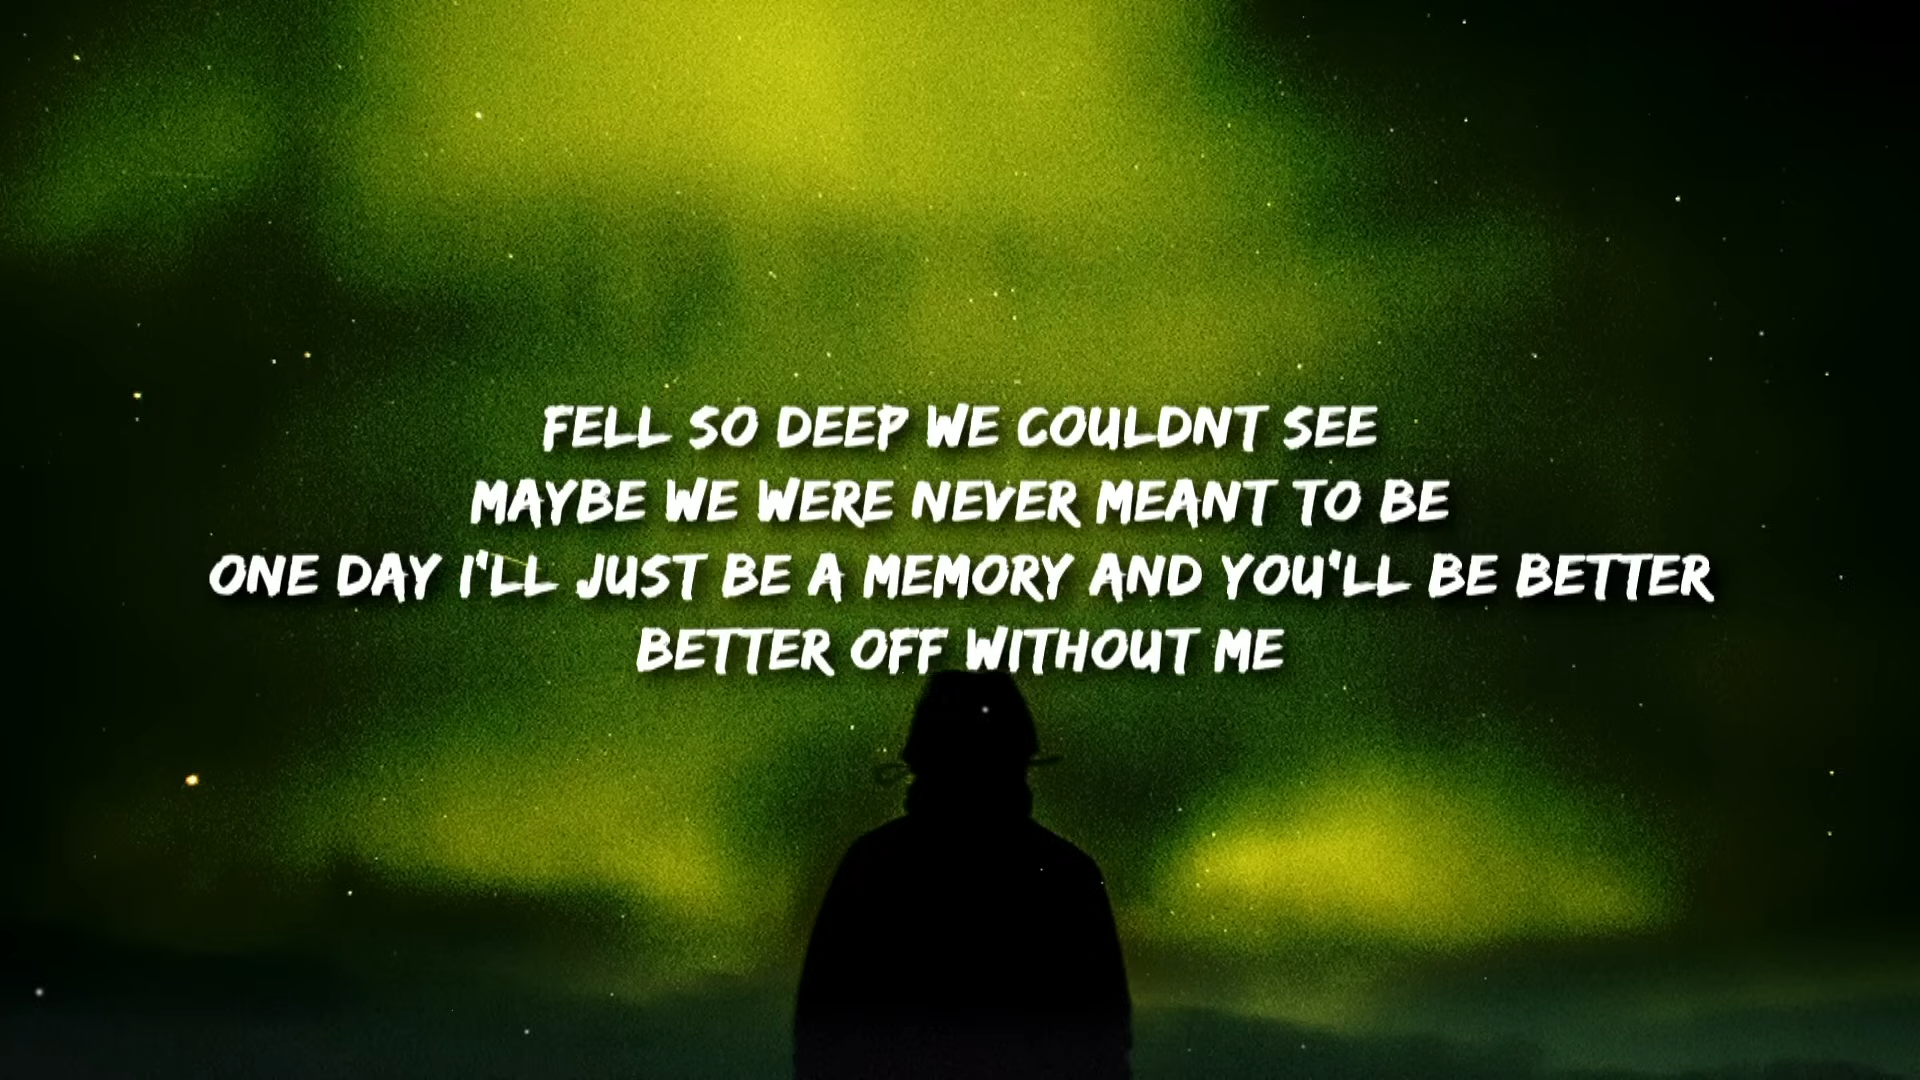 FELL SO DEEP WE COULDNT SEE
MAYBE WE WERE NEVER MEANT TO BE
ONE DAY I'LL JUST BE A MEMORY AND YOU'LL BE BETTER
BETTER OFF WITHOUT ME